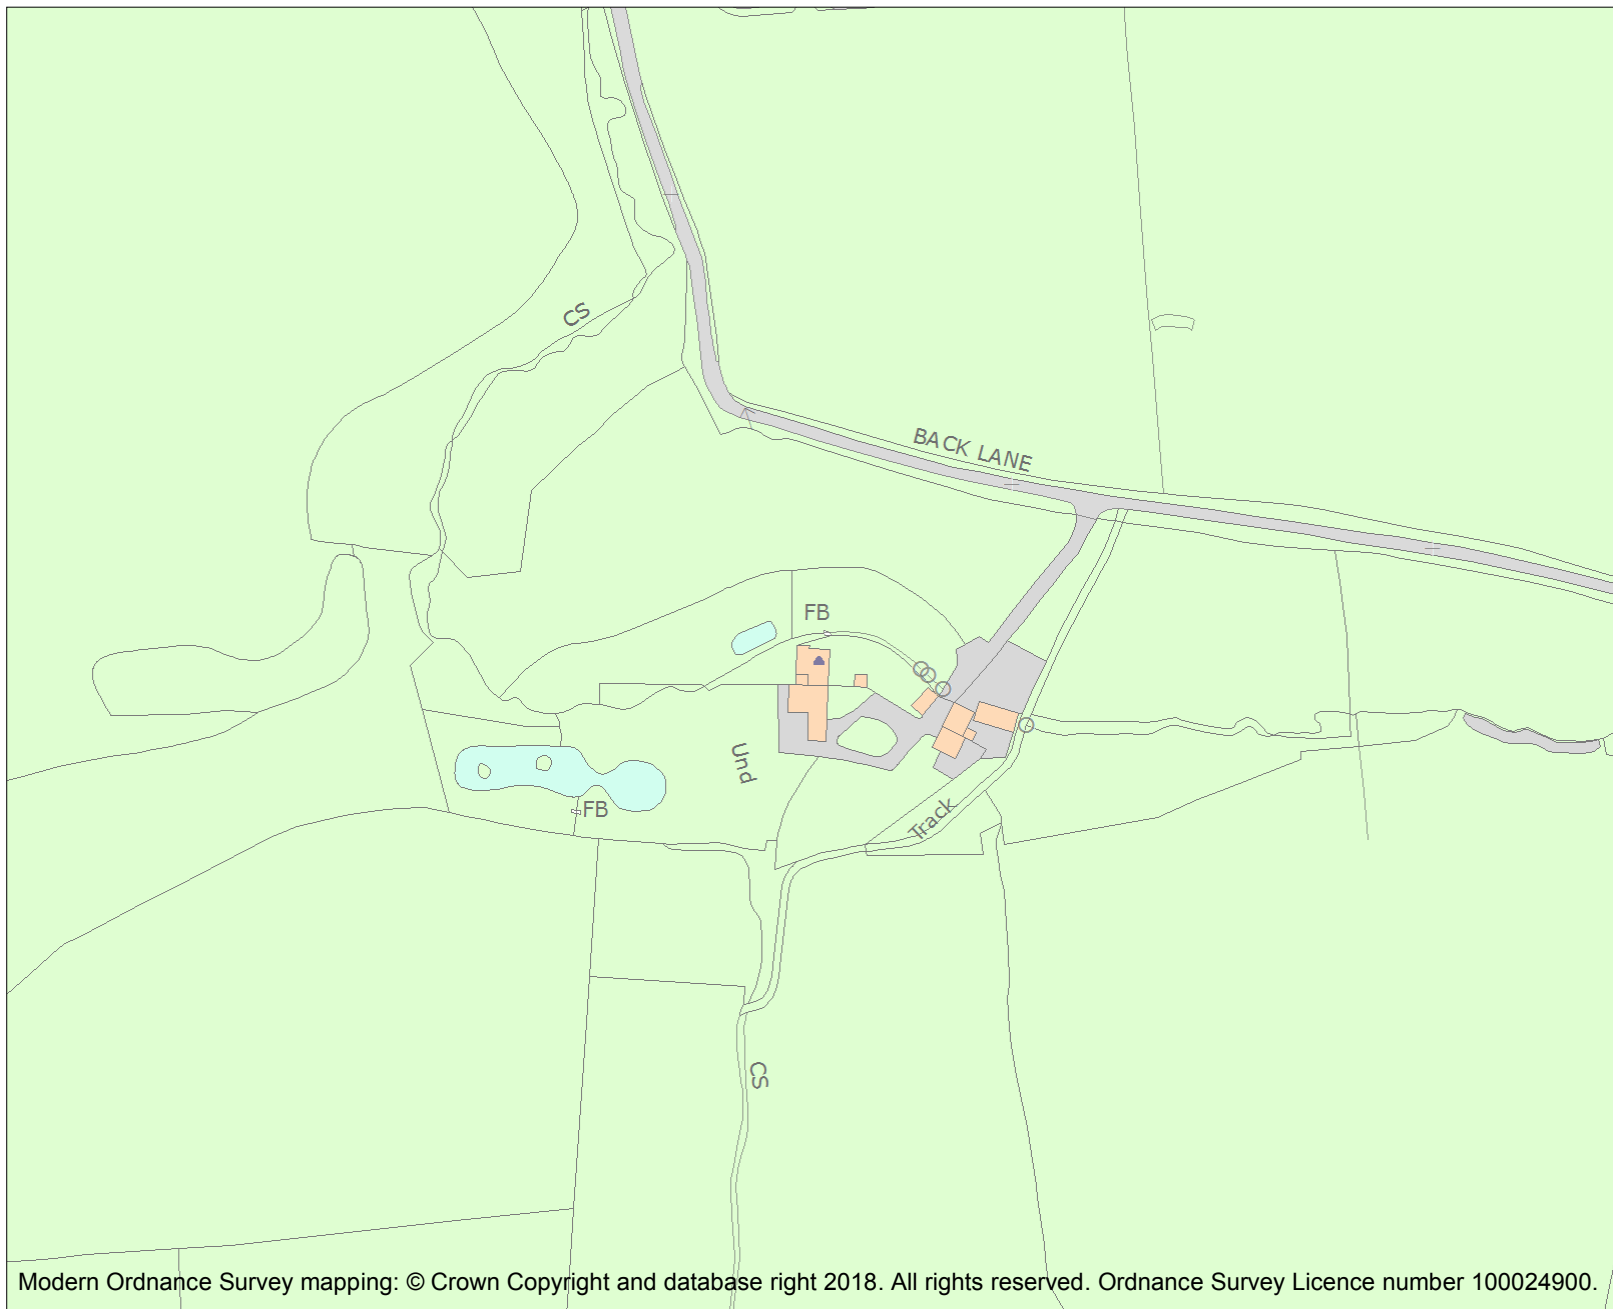 CS
BACK LANE
FB
Und
FB
Track
CS
Modern Ordnance Survey mapping: © Crown Copyright and database right 2018. All rights reserved. Ordnance Survey Licence number 100024900.